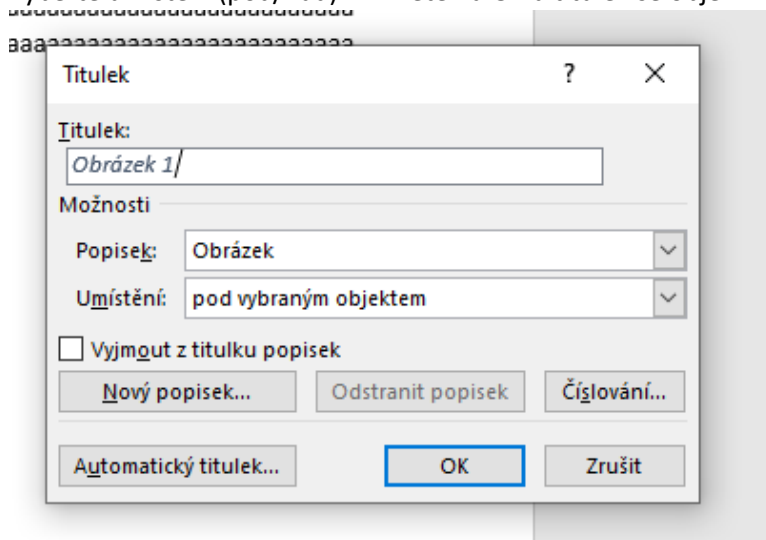 aaaaaaaaaaaaaaaaaaaaaaaaaa
Titulek ? ×
Titulek:
Obrázek 1
Možnosti
Popisek: Obrázek
Umístění: pod vybraným objektem
Vyjmout z titulku popisek
Nový popisek... Odstranit popisek Číslování...
Automatický titulek... OK Zrušit